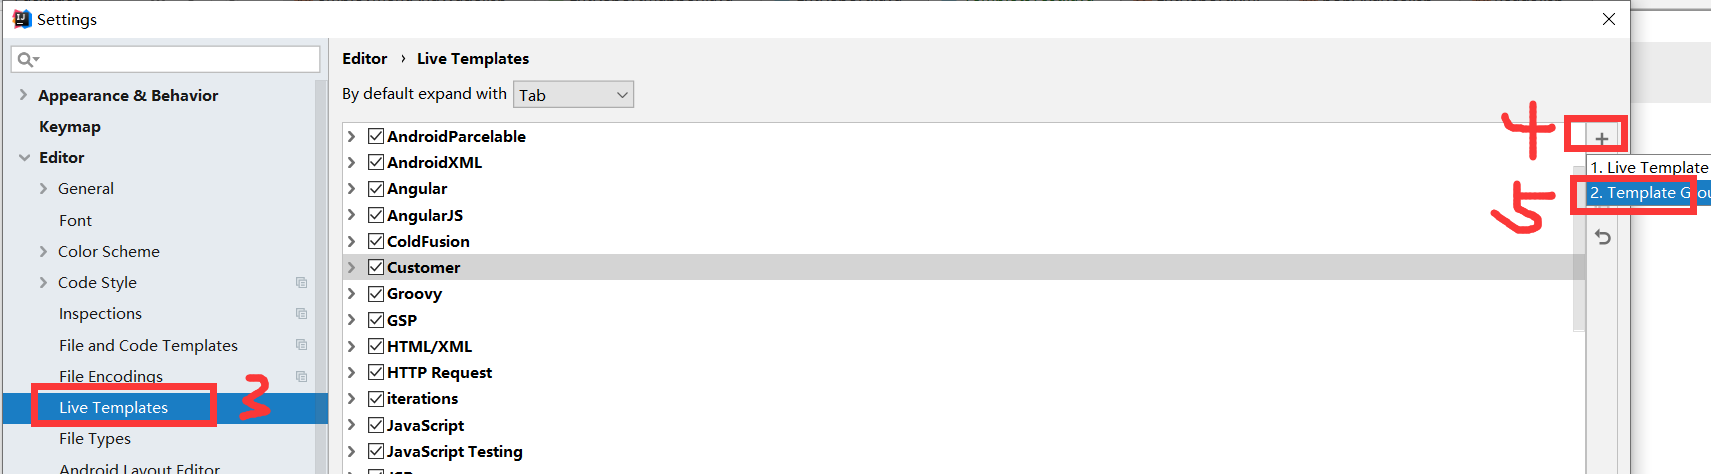 Settings
Appearance & Behavior
Keymap
Editor
General
Font
Color Scheme
Code Style
Inspections
File and Code Templates
File Encodings
Live Templates
3
File Types
Android Layout Editor
Editor › Live Templates
By default expand with Tab
AndroidParcelable
AndroidXML
Angular
AngularJS
ColdFusion
Customer
Groovy
GSP
HTML/XML
HTTP Request
iterations
JavaScript
JavaScript Testing
4
+
1. Live Template
5
2. Template Grou